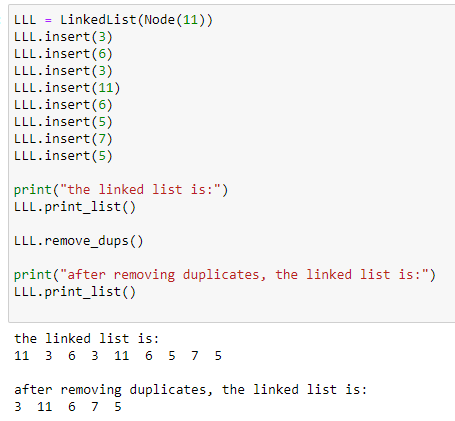 LLL = LinkedList(Node(11))
LLL.insert(3)
LLL.insert(6)
LLL.insert(3)
LLL.insert(11)
LLL.insert(6)
LLL.insert(5)
LLL.insert(7)
LLL.insert(5)
print("the linked list is:")
LLL.print_list()
LLL.remove_dups()
print("after removing duplicates, the linked list is:")
LLL.print_list()
the linked list is:
11 3 6 3 11 6 5 7 5
after removing duplicates, the linked list is:
3 11 6 7 5